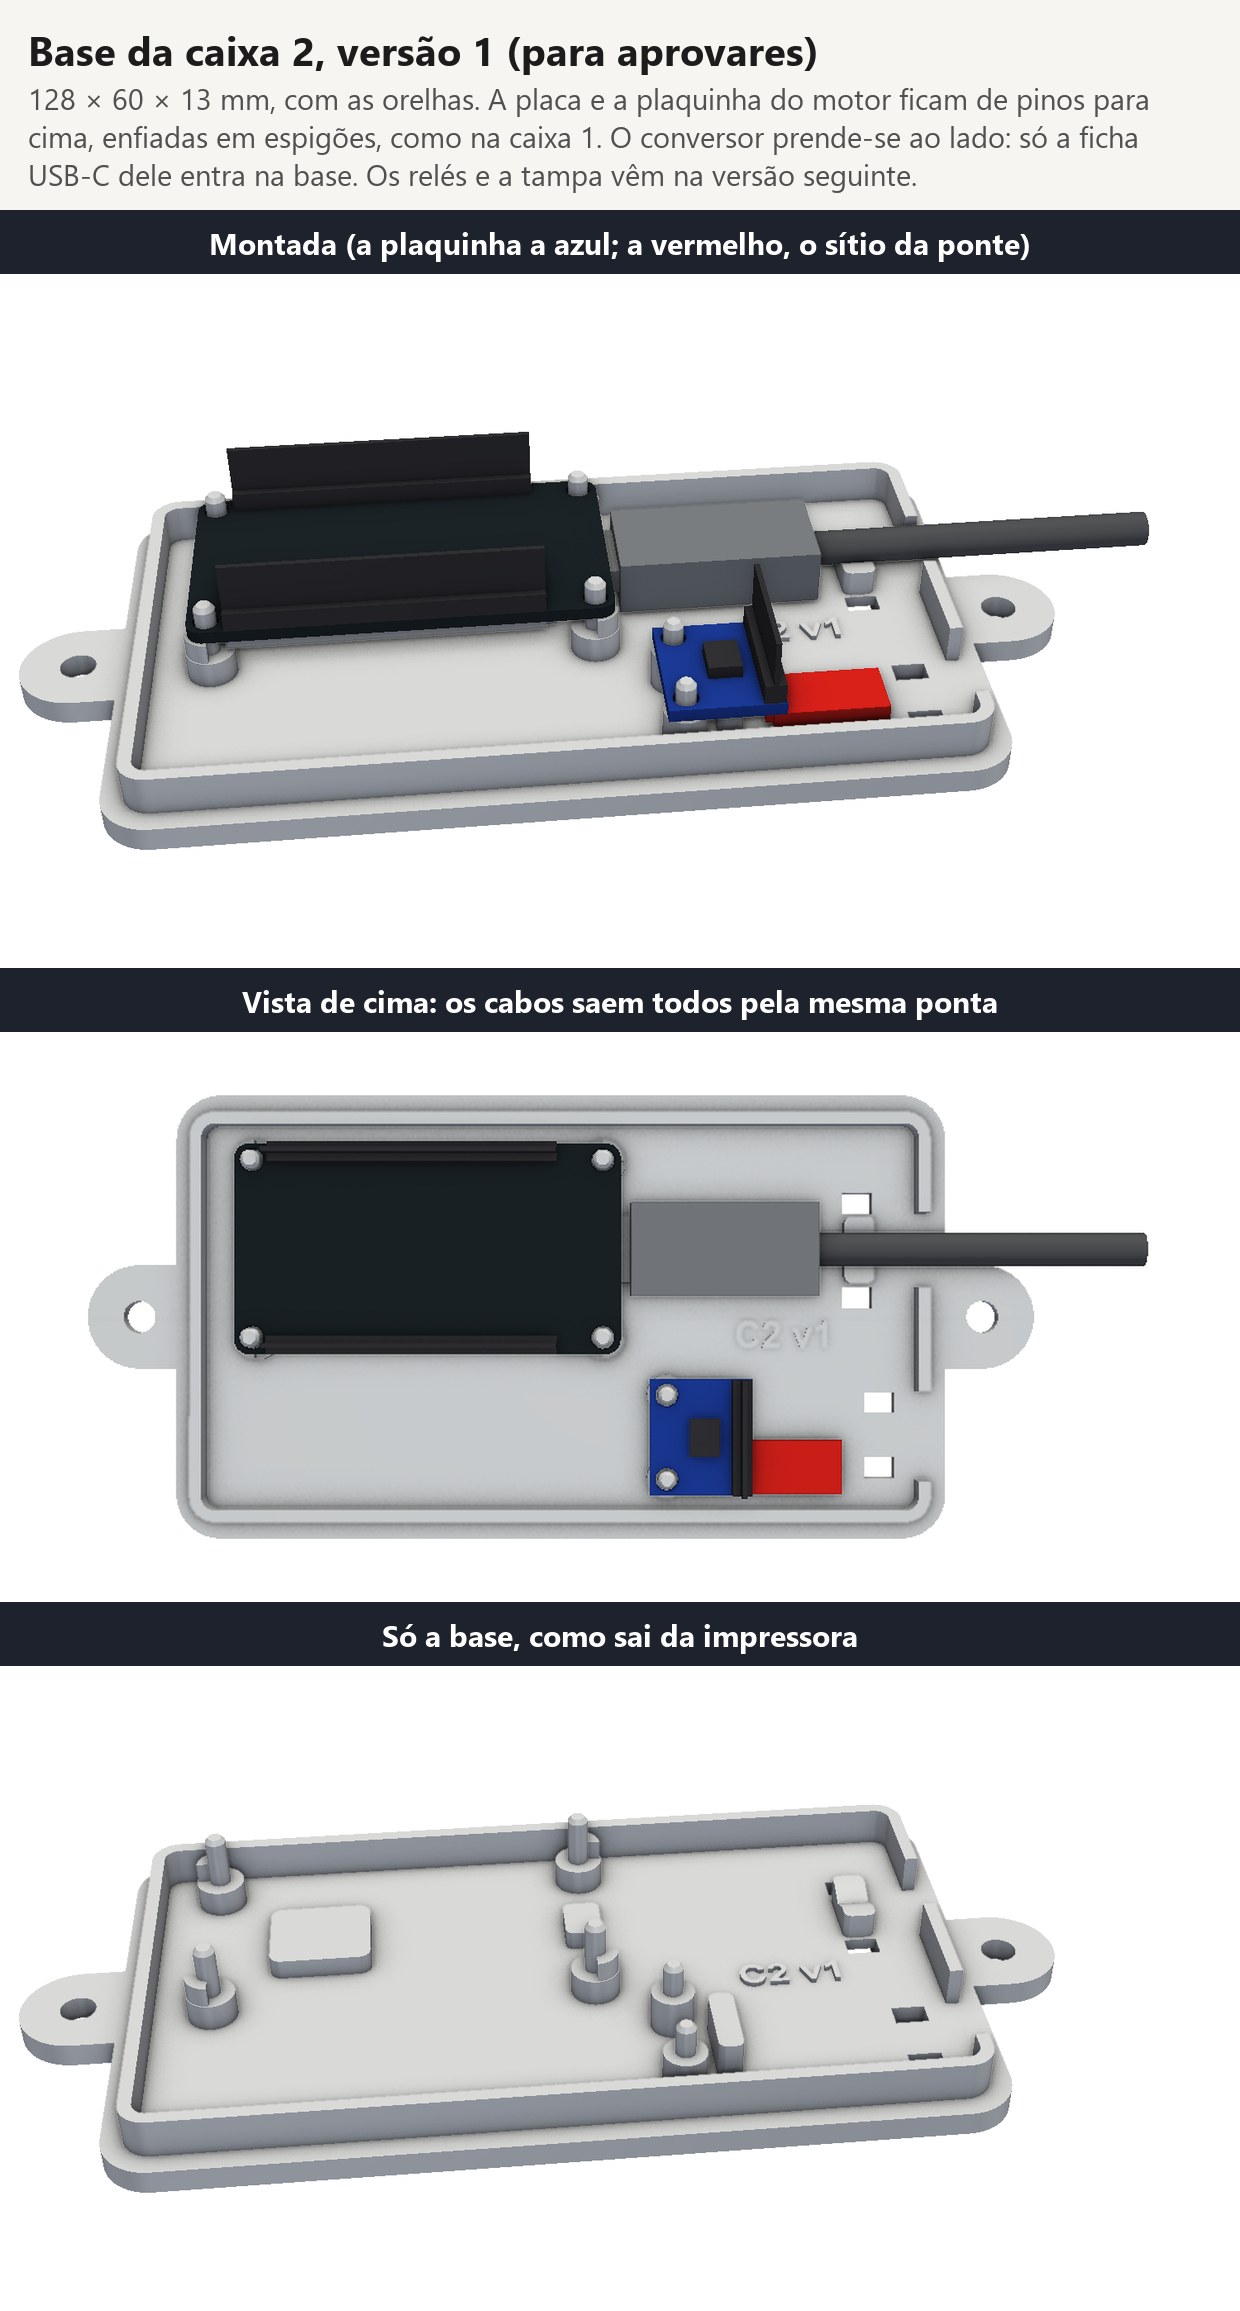 Base da caixa 2, versão 1 (para aprovares)
128 × 60 × 13 mm, com as orelhas. A placa e a plaquinha do motor ficam de pinos para
cima, enfiadas em espigões, como na caixa 1. O conversor prende-se ao lado: só a ficha
USB-C dele entra na base. Os relés e a tampa vêm na versão seguinte.
Montada (a plaquinha a azul; a vermelho, o sítio da ponte)
2 v1
Vista de cima: os cabos saem todos pela mesma ponta
C2 v1
Só a base, como sai da impressora
C2 v1